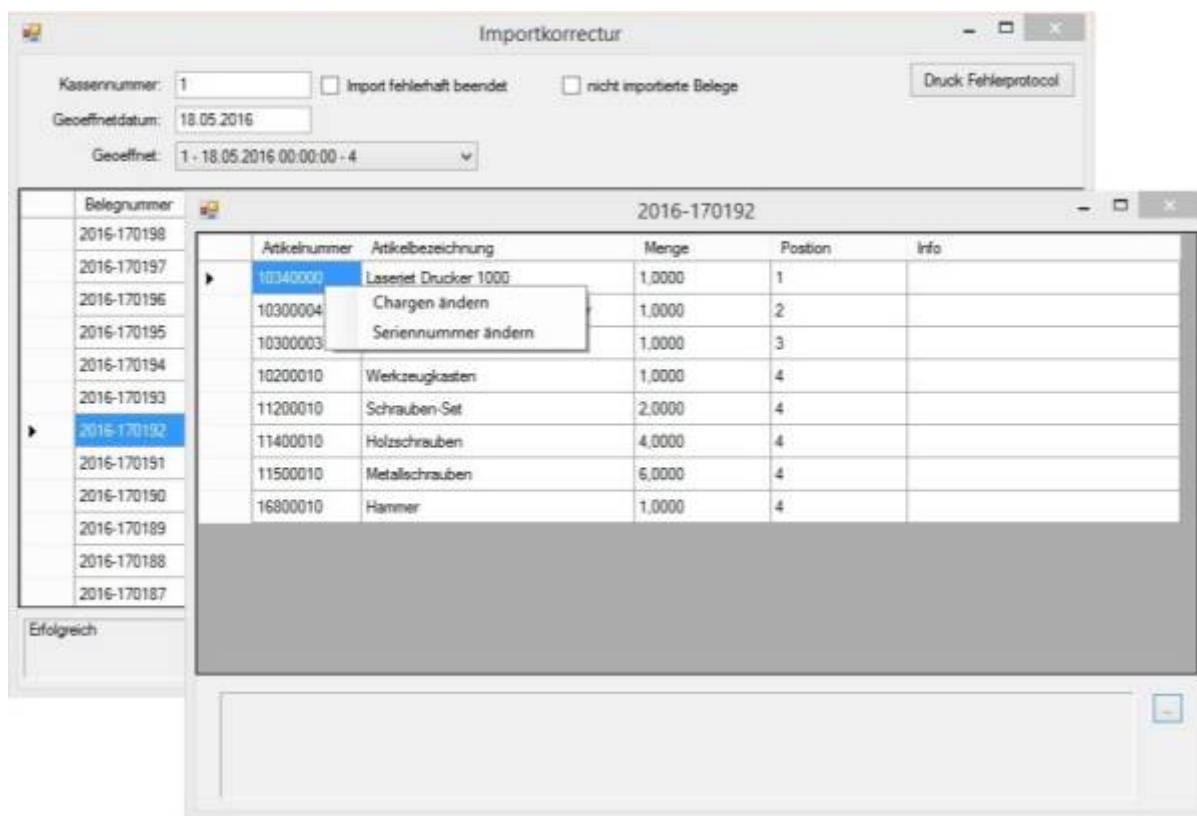 Importkorrectur
Kassennummer: 1 Import fehlerhaft beendet nicht importierte Belege Druck Fehlerprotocol
Geoeffnetdatum: 18.05.2016
Geoeffnet: 1 - 18.05.2016 00:00:00 - 4
Belegnummer
2016-170198
2016-170197
2016-170196
2016-170195
2016-170194
2016-170193
2016-170192
2016-170191
2016-170190
2016-170189
2016-170188
2016-170187
Erfolgreich
2016-170192
Artikelnummer Artikelbezeichnung Menge Position Info
10340000 Laserjet Drucker 1000 1,0000 1
10300004 1,0000 2
10300003 1,0000 3
10200010 Werkzeugkasten 1,0000 4
11200010 Schrauben-Set 2,0000 4
11400010 Holzschrauben 4,0000 4
11500010 Metallschrauben 6,0000 4
16800010 Hammer 1,0000 4
Chargen ändern
Seriennummer ändern
...